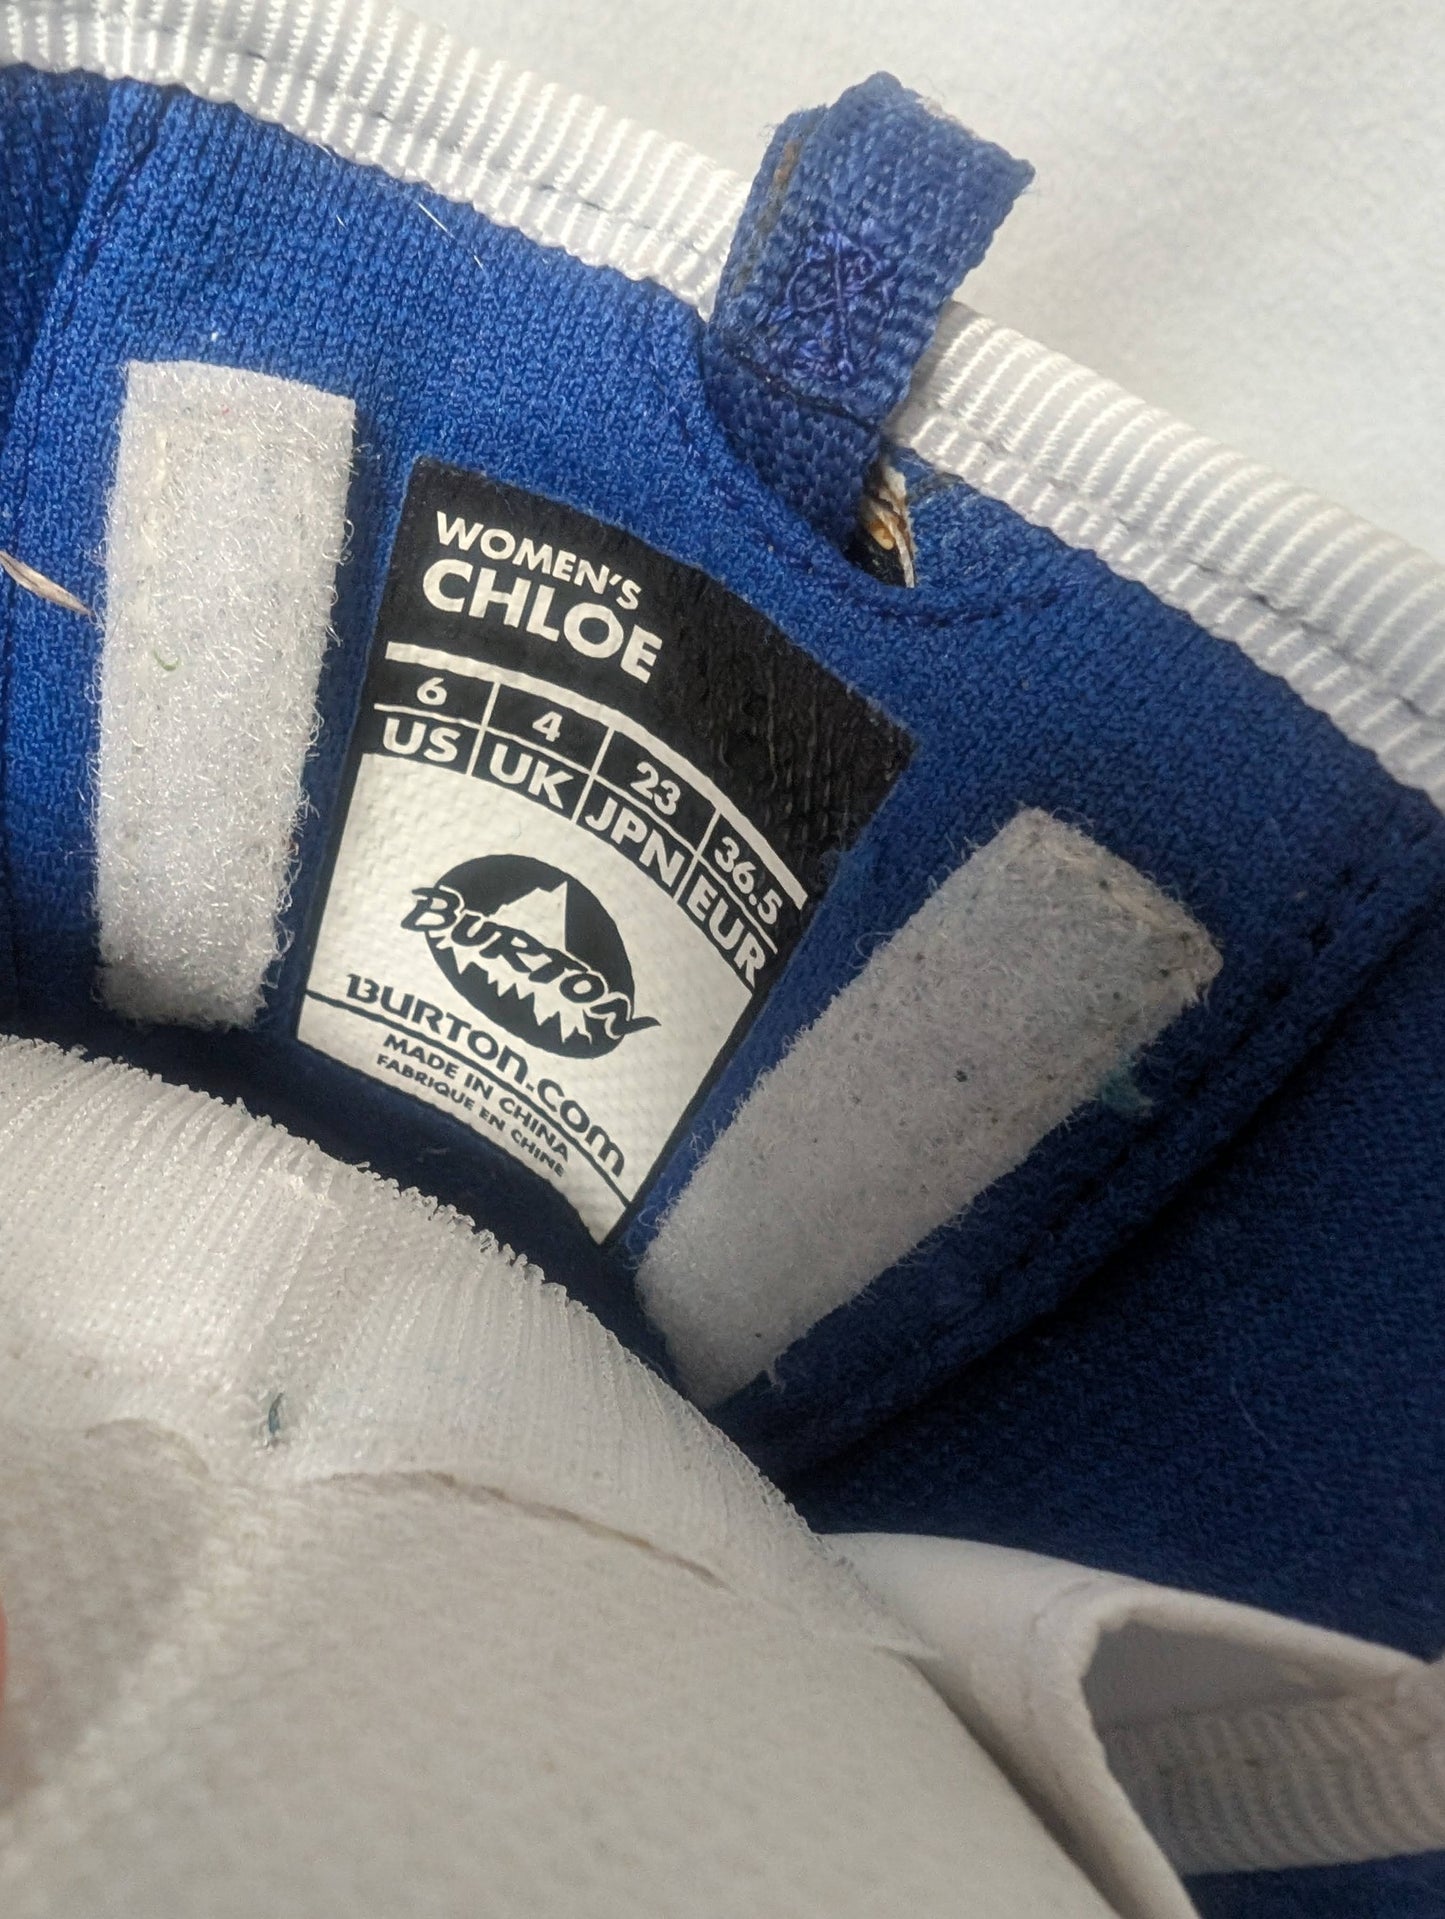 WOMEN'S
CHLOE
6 4 23 36.5
US UK JPN EUR
BURTON
BURTON.COM
MADE IN CHINA
FABRIQUE EN CHINE